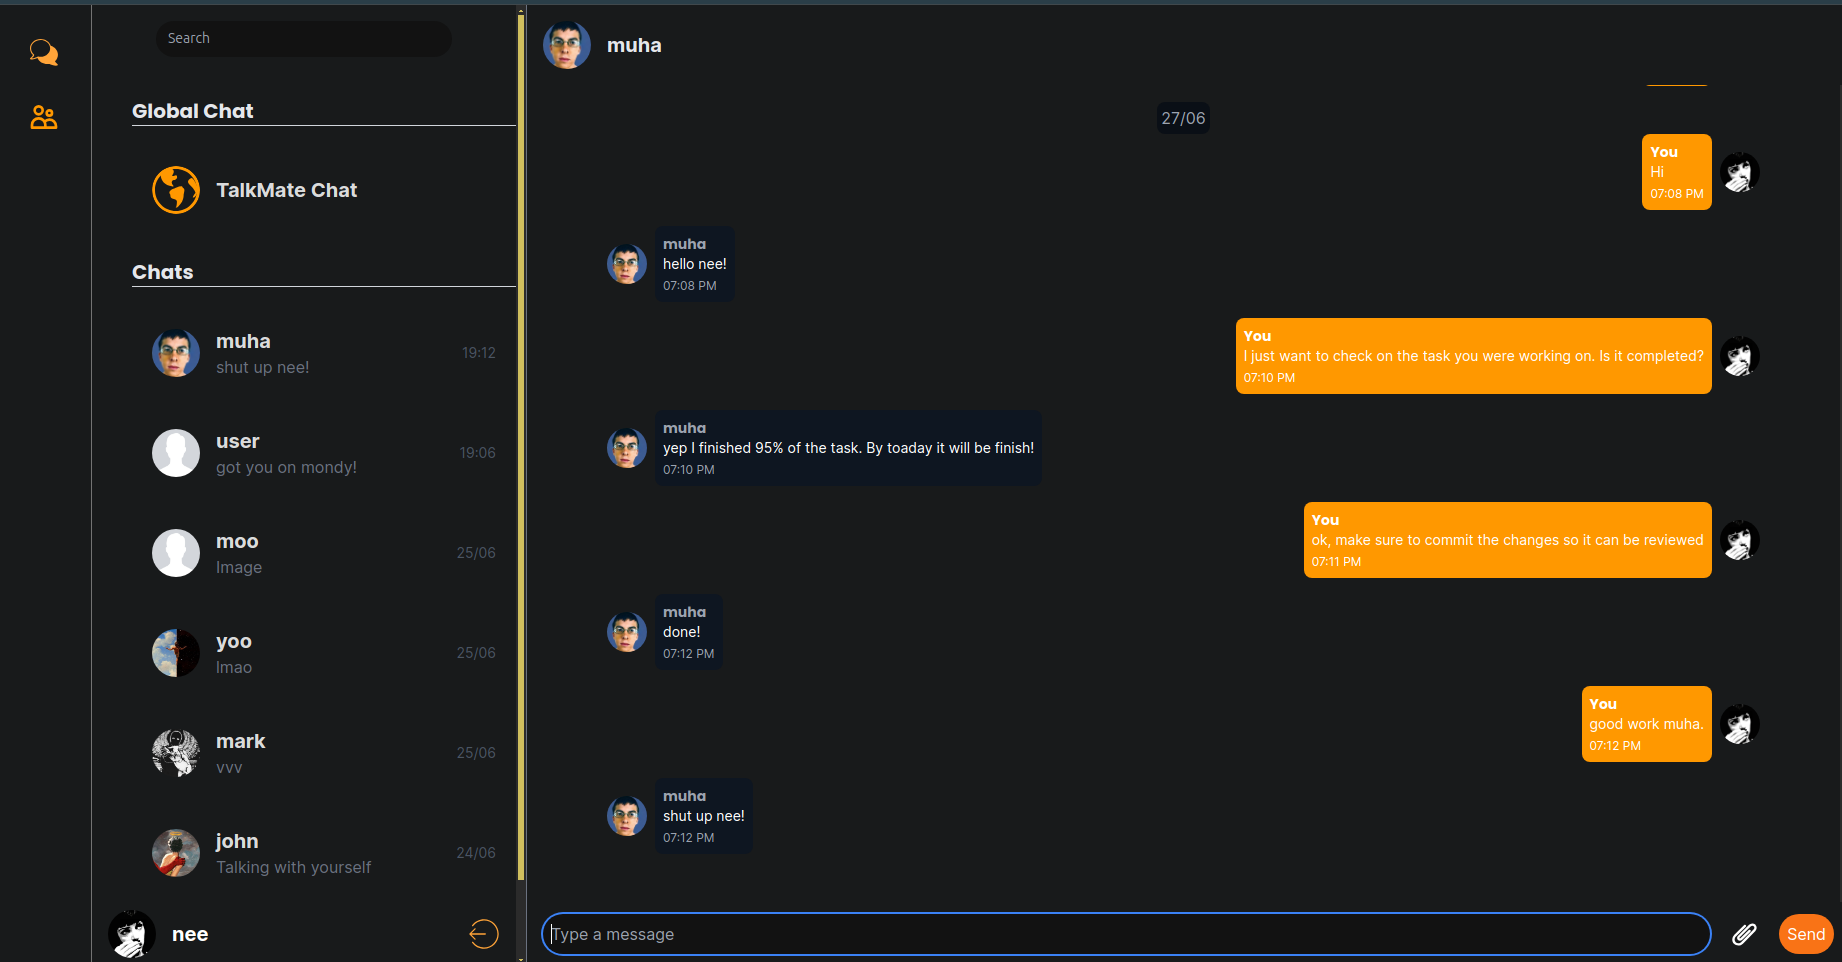 Search
Global Chat
TalkMate Chat
Chats
muha
shut up nee!
19:12
user
got you on mondy!
19:06
moo
Image
25/06
yoo
lmao
25/06
mark
vvv
25/06
john
Talking with yourself
24/06
nee
muha
27/06
You
Hi
07:08 PM
muha
hello nee!
07:08 PM
You
I just want to check on the task you were working on. Is it completed?
07:10 PM
muha
yep I finished 95% of the task. By toaday it will be finish!
07:10 PM
You
ok, make sure to commit the changes so it can be reviewed
07:11 PM
muha
done!
07:12 PM
You
good work muha.
07:12 PM
muha
shut up nee!
07:12 PM
Type a message
Send